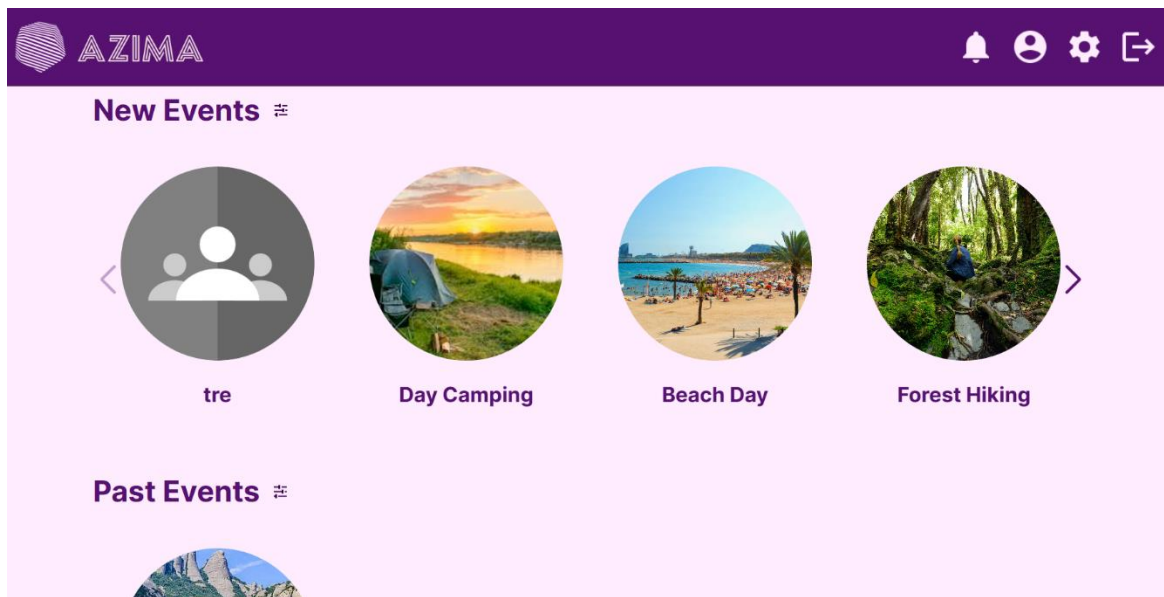 AZIMA
New Events
tre
Day Camping
Beach Day
Forest Hiking
Past Events